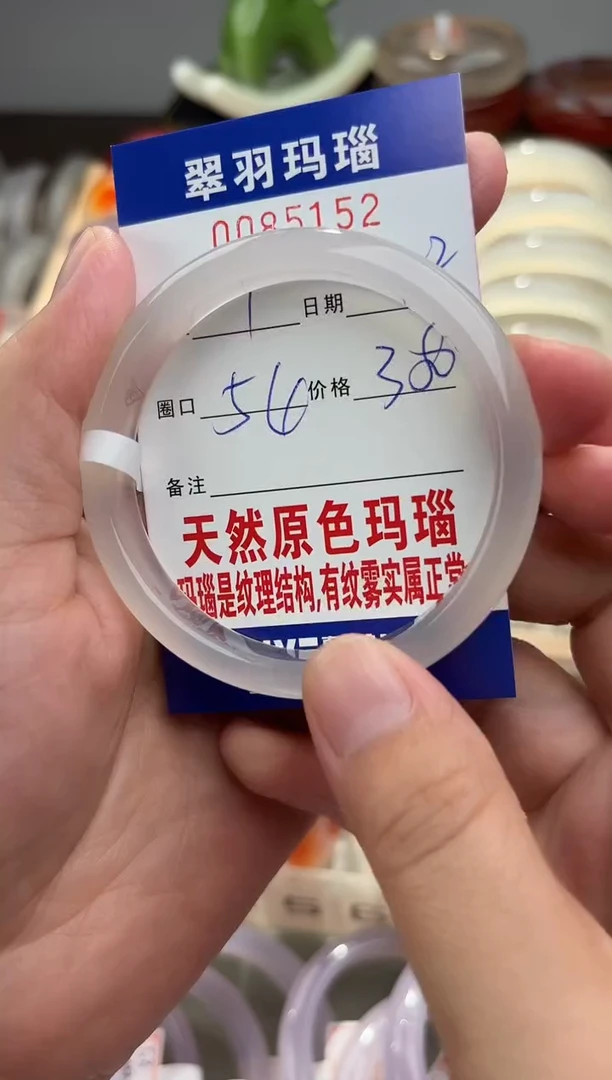 翠羽玛瑙
0085152
1 日期
圈口 56 价格 380
备注
天然原色玛瑙
玛瑙是纹理结构,有纹雾实属正常